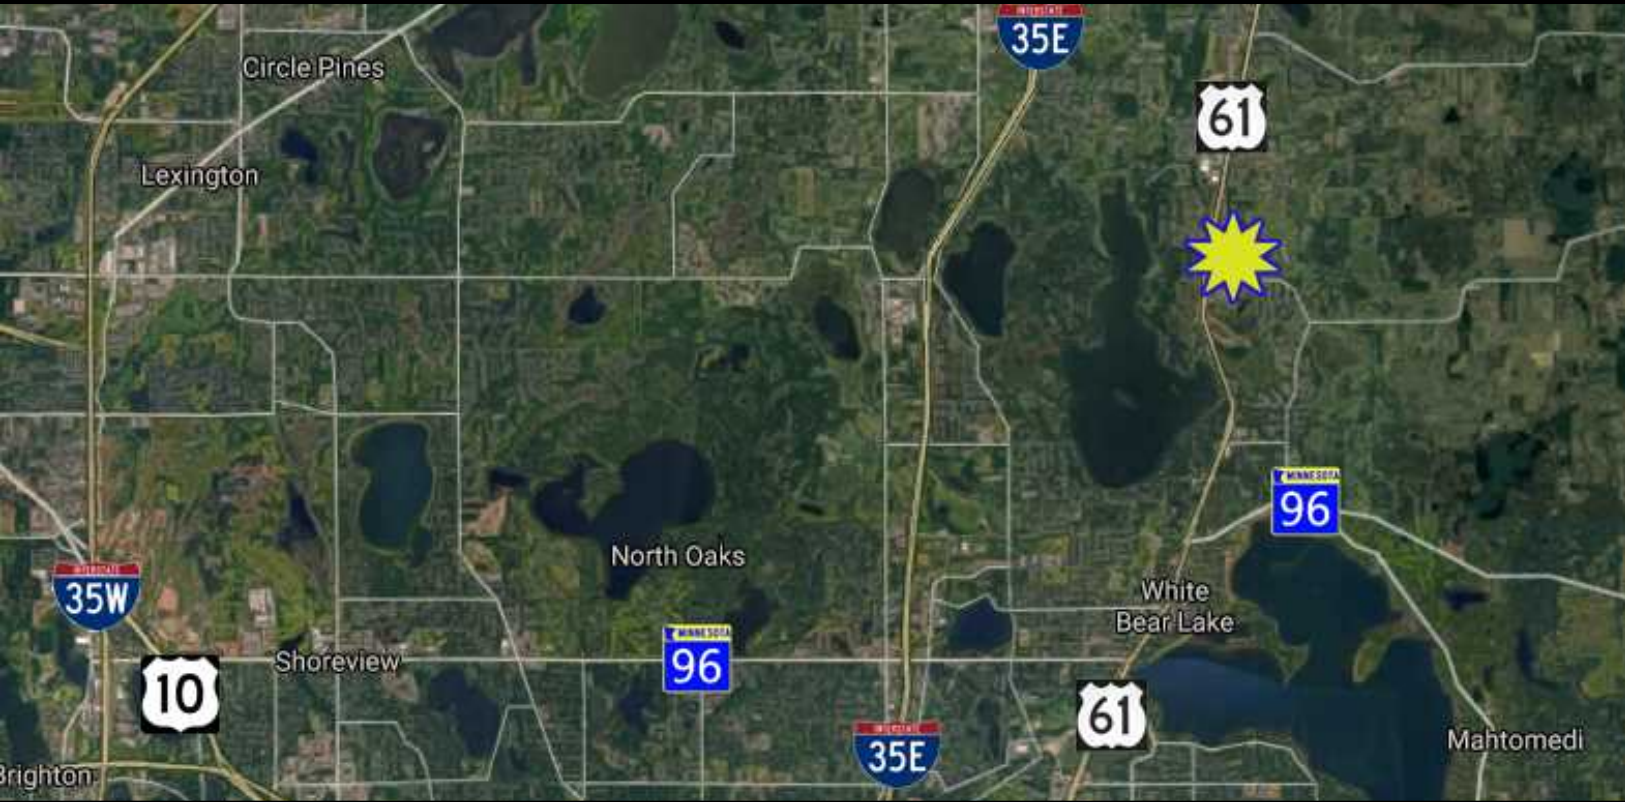 INTERSTATE
35E
Circle Pines
61
Lexington
MINNESOTA
96
North Oaks
INTERSTATE
35W
White
Bear Lake
MINNESOTA
96
Shoreview
10
61
INTERSTATE
35E
Mahtomedi
Brighton